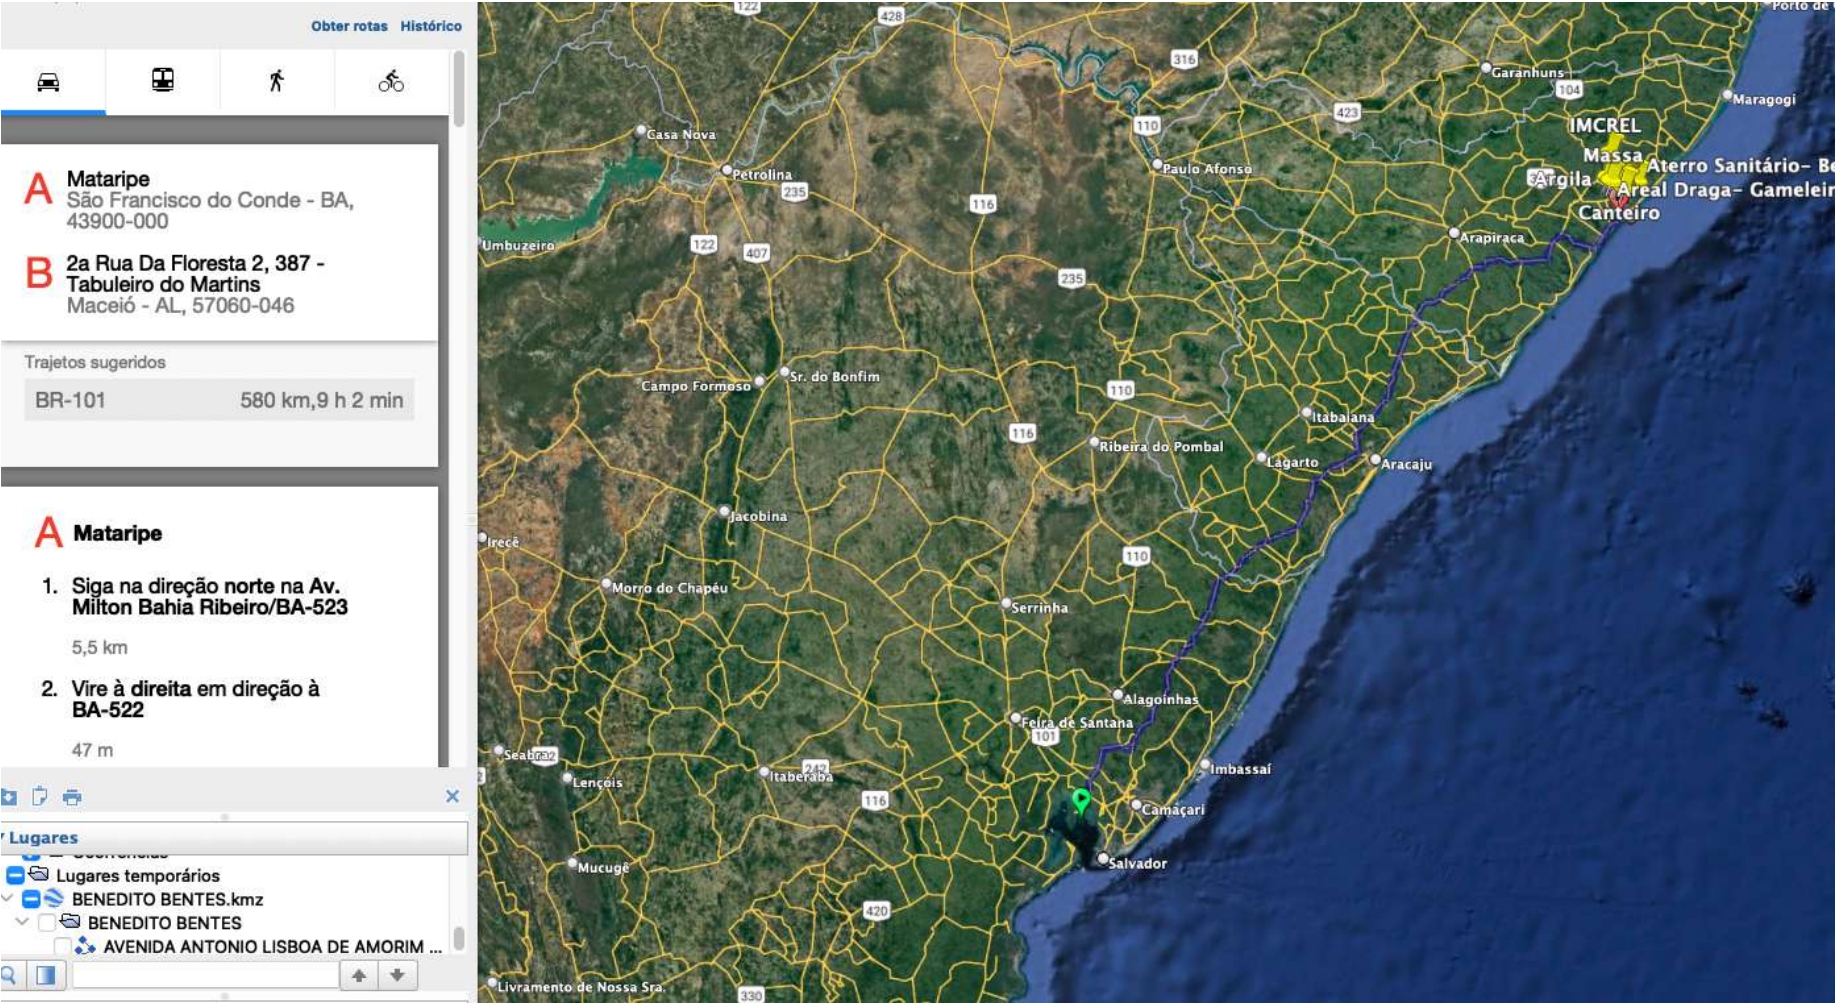 Obter rotas Histórico
A Mataripe
São Francisco do Conde - BA,
43900-000
B 2a Rua Da Floresta 2, 387 -
Tabuleiro do Martins
Maceió - AL, 57060-046
Trajetos sugeridos
BR-101 580 km,9 h 2 min
A Mataripe
1. Siga na direção norte na Av.
Milton Bahia Ribeiro/BA-523
5,5 km
2. Vire à direita em direção à
BA-522
47 m
Lugares
Lugares temporários
BENEDITO BENTES.kmz
BENEDITO BENTES
AVENIDA ANTONIO LISBOA DE AMORIM ...
122
428
Porto de
316
Garanhuns
104
Maragogi
423
110
IMCREL
Casa Nova
Massa
Aterro Sanitário- Be
Paulo Afonso
Petrolina
Argila
235
Areal Draga- Gameleir
116
Canteiro
Umbuzeiro
122
407
Arapiraca
235
Sr. do Bonfim
Campo Formoso
110
Itabaiana
116
Ribeira do Pombal
Lagarto
Aracaju
Jacobina
Irecê
110
Morro do Chapéu
Serrinha
Alagoinhas
Feira de Santana
101
Seabra
242
Imbassaí
Itaberaba
Lençóis
116
Camaçari
Salvador
Mucugê
420
Livramento de Nossa Sra.
330